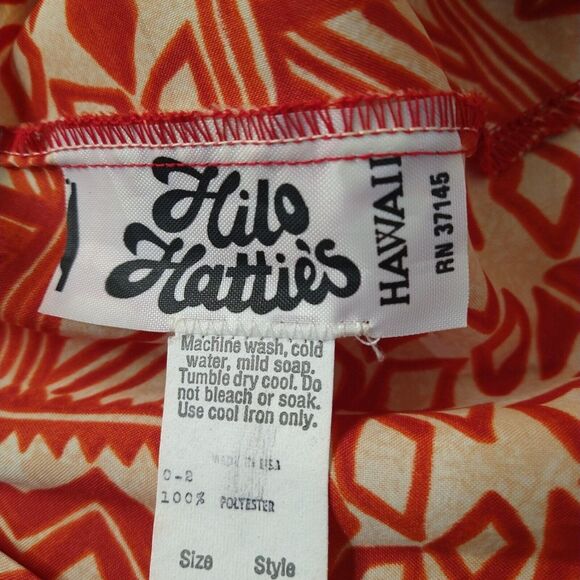 Hilo
Hattie's
HAWAII
RN 37145
Machine wash, cold
water, mild soap.
Tumble dry cool. Do
not bleach or soak.
Use cool iron only.
MADE IN USA
0-2
100% POLYESTER
Size Style